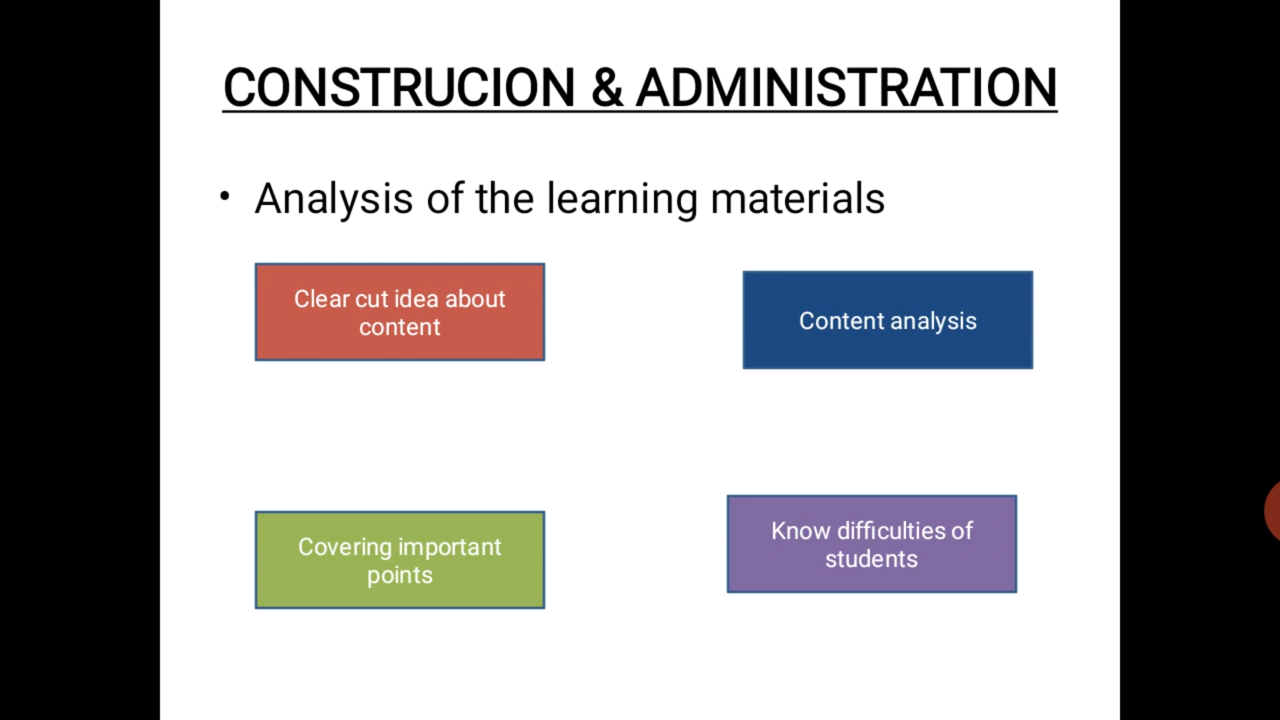 CONSTRUCION & ADMINISTRATION
• Analysis of the learning materials
Clear cut idea about
content
Content analysis
Covering important
points
Know difficulties of
students